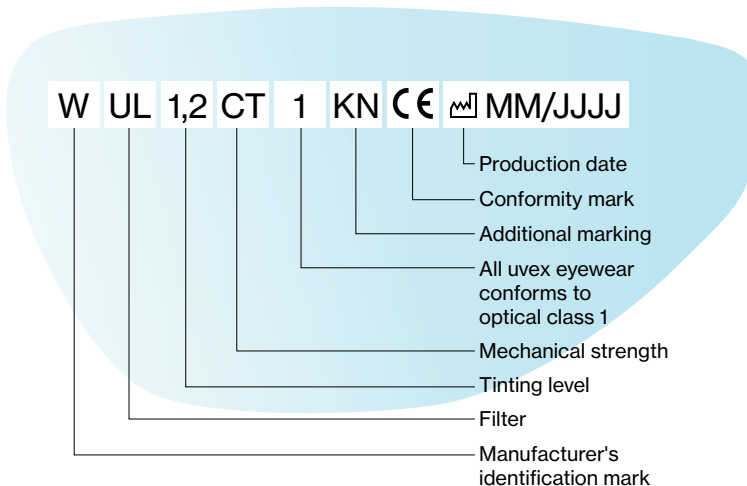 W UL 1,2 CT 1 KN CE MM/JJJJ
Production date
Conformity mark
Additional marking
All uvex eyewear
conforms to
optical class 1
Mechanical strength
Tinting level
Filter
Manufacturer's
identification mark